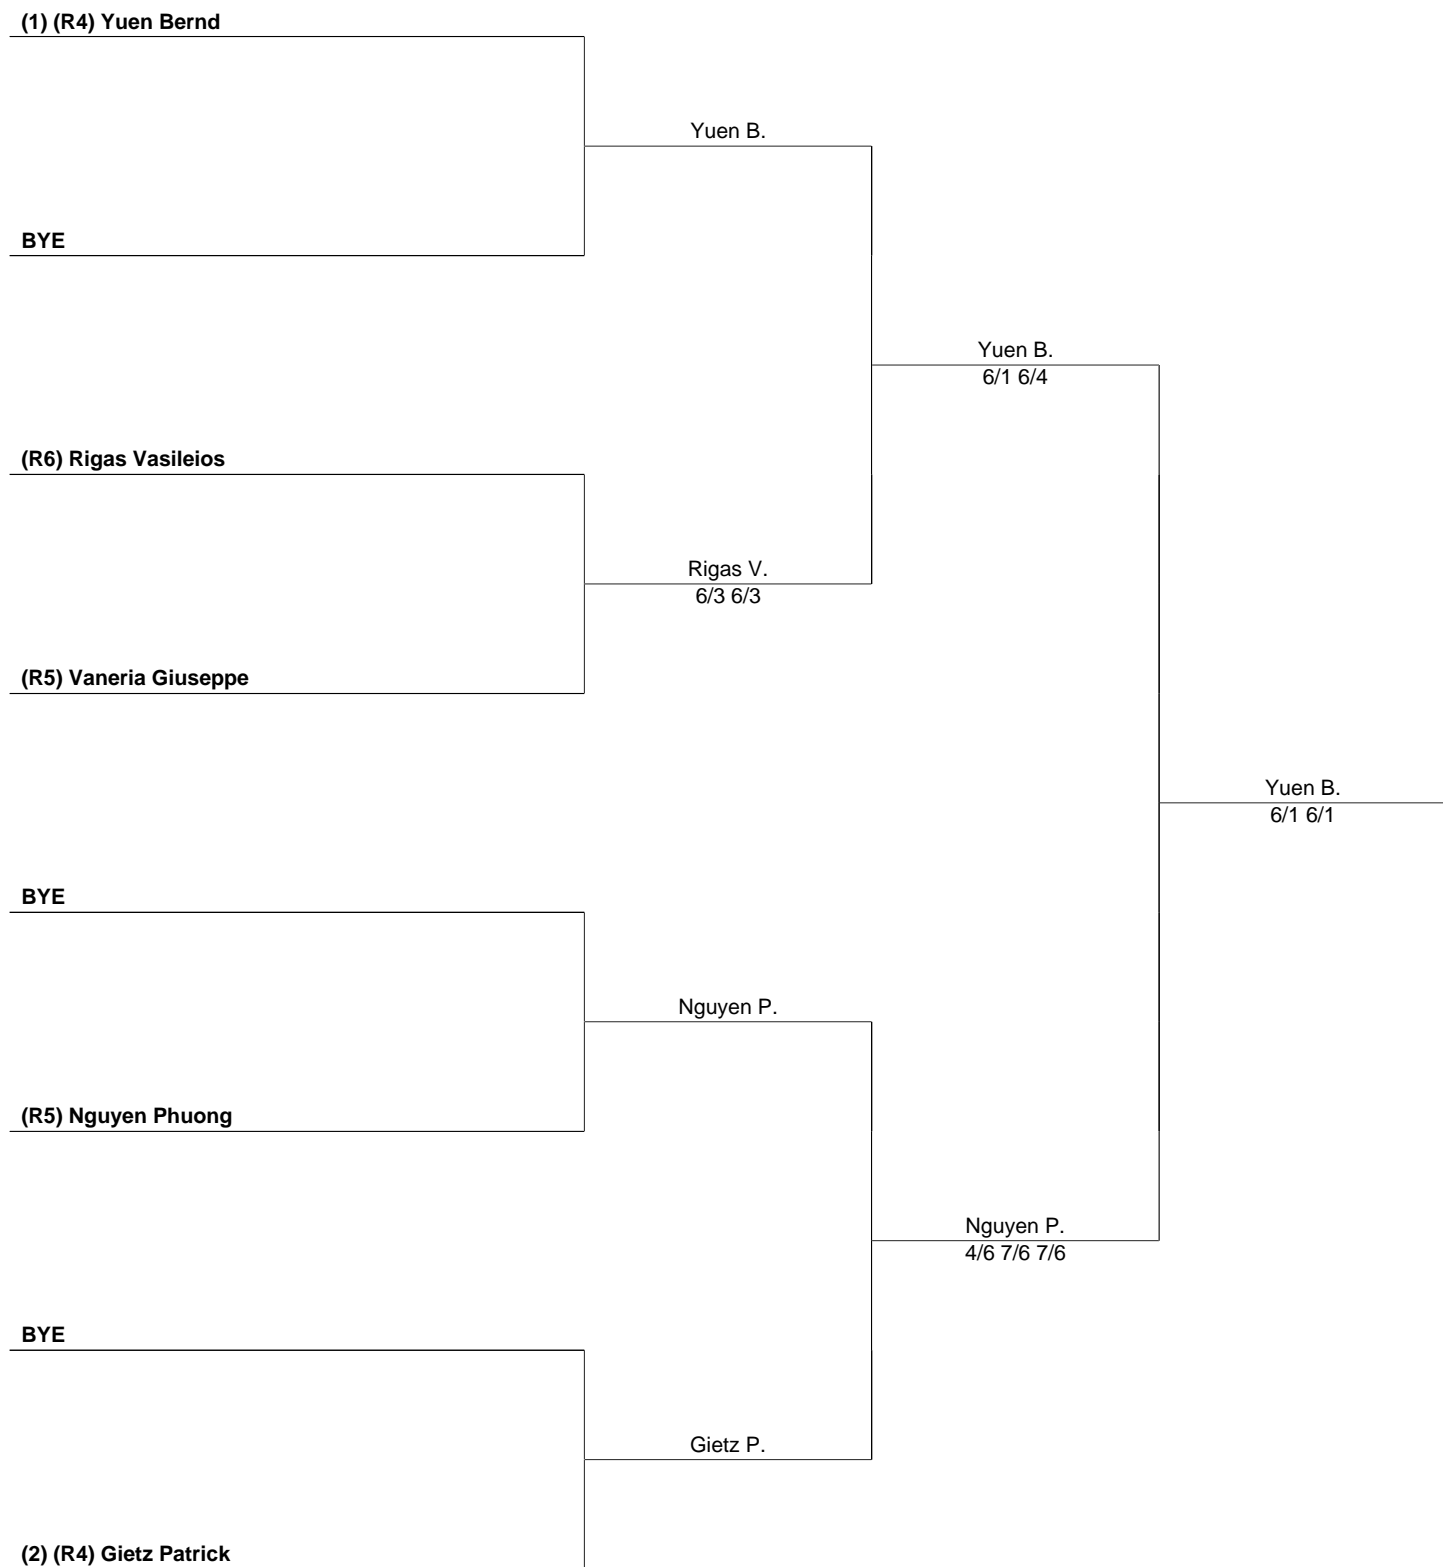 (1) (R4) Yuen Bernd
Yuen B.
BYE
Yuen B.
6/1 6/4
(R6) Rigas Vasileios
Rigas V.
6/3 6/3
(R5) Vaneria Giuseppe
Yuen B.
6/1 6/1
BYE
Nguyen P.
(R5) Nguyen Phuong
Nguyen P.
4/6 7/6 7/6
BYE
Gietz P.
(2) (R4) Gietz Patrick